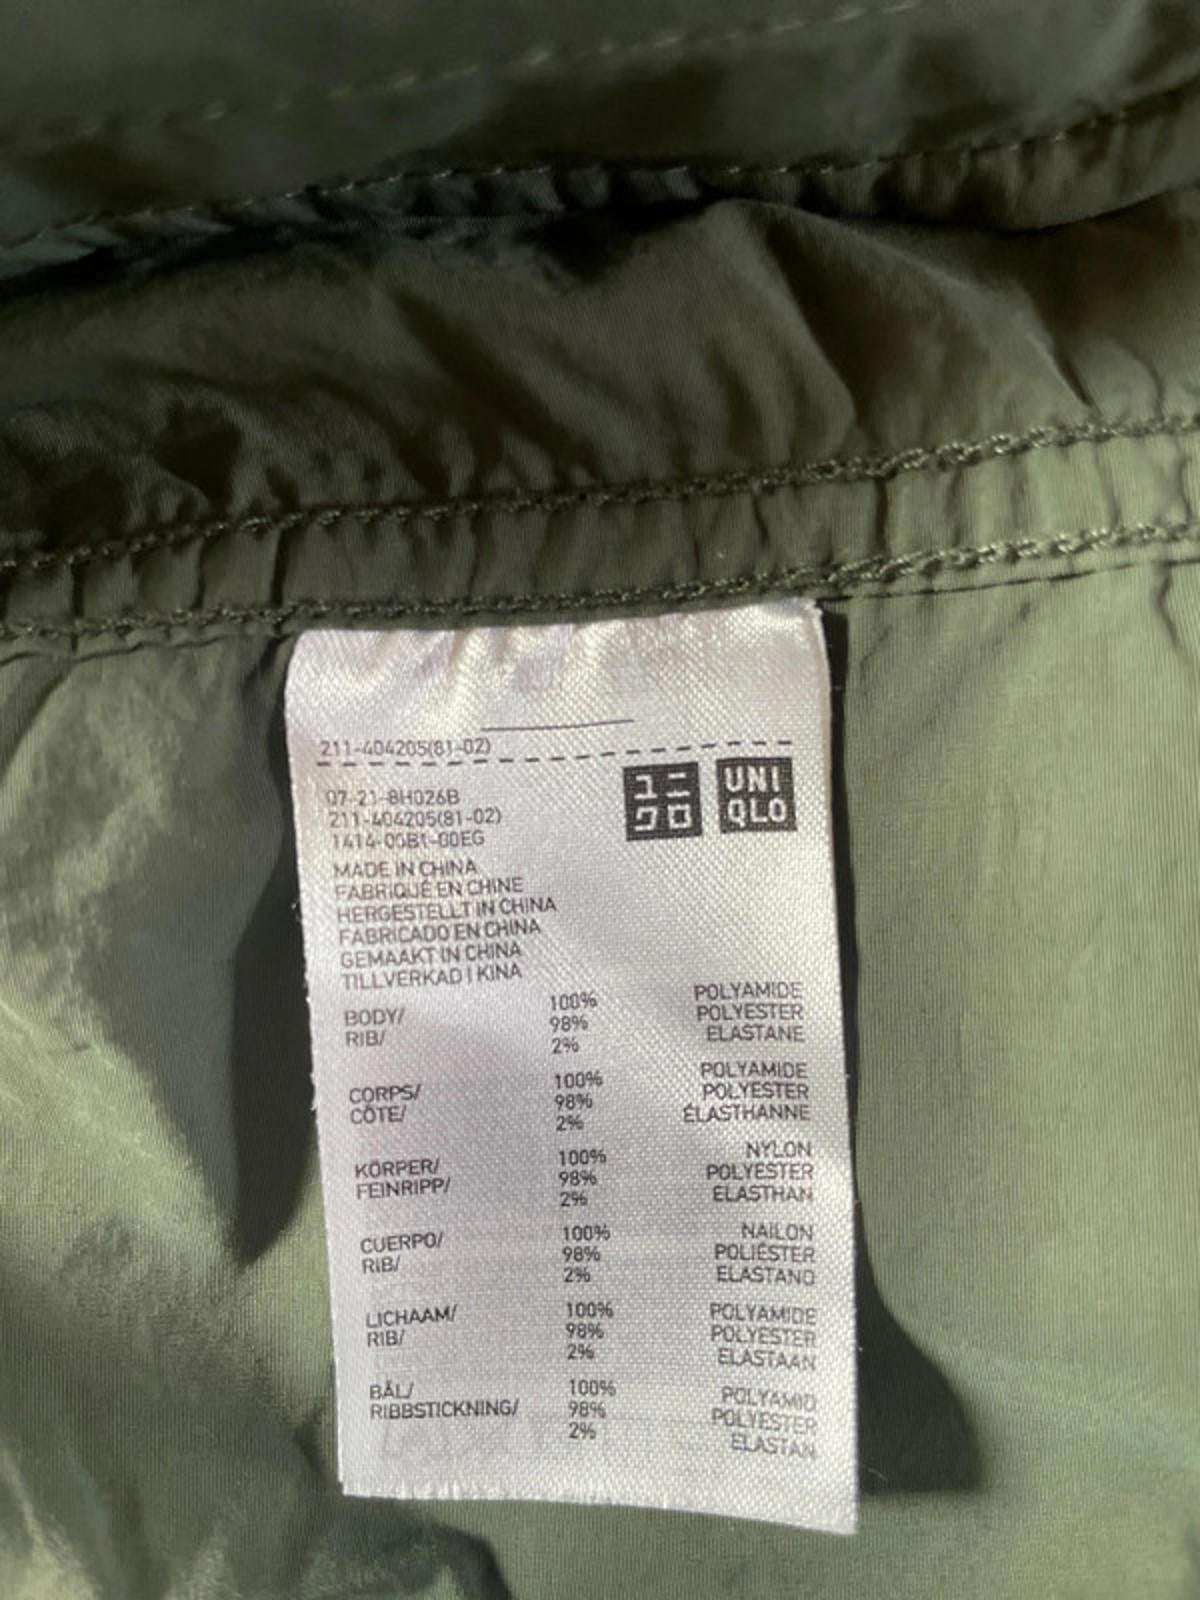 211-404205(81-02)
ユニ
クロ
UNI
QLO
07-21-8H026B
211-404205(81-02)
1414-00B1-00EG
MADE IN CHINA
FABRIQUÉ EN CHINE
HERGESTELLT IN CHINA
FABRICADO EN CHINA
GEMAAKT IN CHINA
TILLVERKAD I KINA
BODY/ 100% POLYAMIDE
RIB/ 98% POLYESTER
2% ELASTANE
CORPS/ 100% POLYAMIDE
CÔTE/ 98% POLYESTER
2% ÉLASTHANNE
KÖRPER/ 100% NYLON
FEINRIPP/ 98% POLYESTER
2% ELASTHAN
CUERPO/ 100% NAILON
RIB/ 98% POLIÉSTER
2% ELASTANO
LICHAAM/ 100% POLYAMIDE
RIB/ 98% POLYESTER
2% ELASTAAN
BÅL/ 100% POLYAMID
RIBBSTICKNING/ 98% POLYESTER
2% ELASTAN